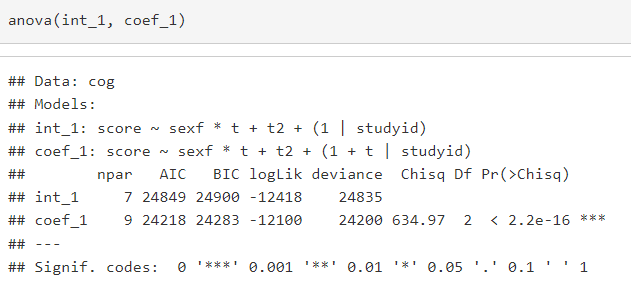 anova(int_1, coef_1)
## Data: cog
## Models:
## int_1: score ~ sexf * t + t2 + (1 | studyid)
## coef_1: score ~ sexf * t + t2 + (1 + t | studyid)
##        npar   AIC   BIC logLik deviance  Chisq Df Pr(>Chisq)
## int_1     7 24849 24900 -12418    24835
## coef_1    9 24218 24283 -12100    24200 634.97  2  < 2.2e-16 ***
## ---
## Signif. codes:  0 '***' 0.001 '**' 0.01 '*' 0.05 '.' 0.1 ' ' 1